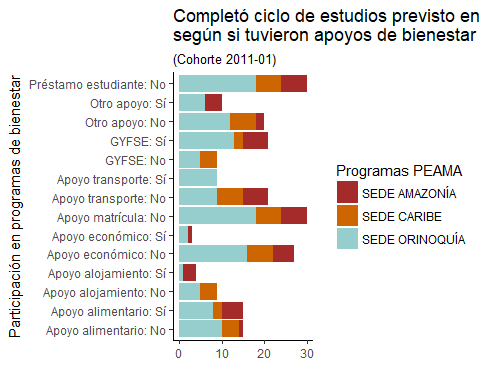 Completó ciclo de estudios previsto en
según si tuvieron apoyos de bienestar
(Cohorte 2011-01)
Participación en programas de bienestar
Préstamo estudiante: No
Otro apoyo: Sí
Otro apoyo: No
GYFSE: Sí
GYFSE: No
Apoyo transporte: Sí
Apoyo transporte: No
Apoyo matrícula: No
Apoyo económico: Sí
Apoyo económico: No
Apoyo alojamiento: Sí
Apoyo alojamiento: No
Apoyo alimentario: Sí
Apoyo alimentario: No
0 10 20 30
Programas PEAMA
SEDE AMAZONÍA
SEDE CARIBE
SEDE ORINOQUÍA